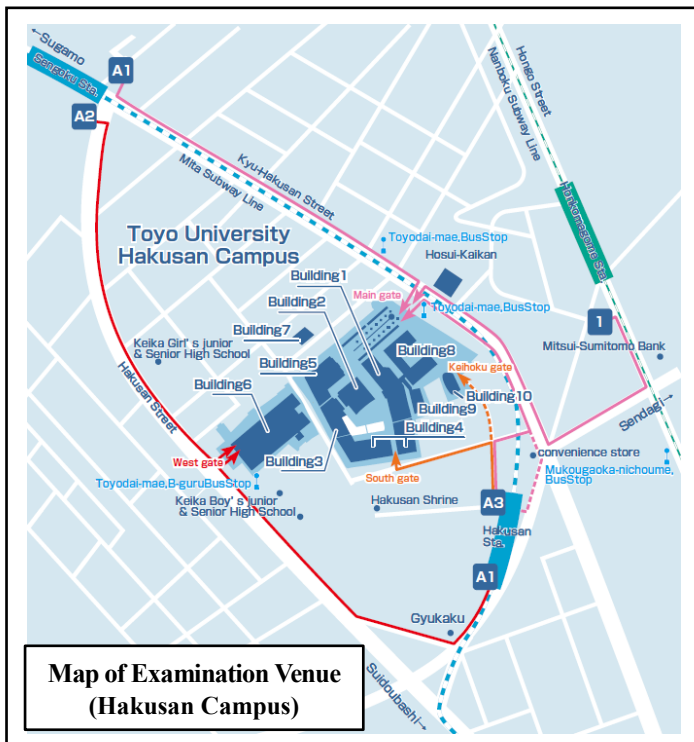 ←Sugamo
Sengoku Sta.
A1
A2
Hongo Street
Nanboku Subway Line
Kyu-Hakusan Street
Mita Subway Line
Honkomagome Sta.
Toyo University
Hakusan Campus
Toyodai-mae,BusStop
Hosui-Kaikan
Building1
Main gate
Building2
Toyodai-mae,BusStop
Building7
1
Keika Girl' s junior
& Senior High School
Building5
Building8
Mitsui-Sumitomo Bank
Keihoku gate
Building6
Building10
Hakusan Street
Building9
Sendagi→
Building4
West gate
Building3
convenience store
Toyodai-mae,B-guruBusStop
South gate
Mukougaoka-nichoume,
BusStop
Keika Boy' s junior
& Senior High School
Hakusan Shrine
A3
Hakusan
Sta.
A1
Gyukaku
Suidoubashi→
Map of Examination Venue
(Hakusan Campus)